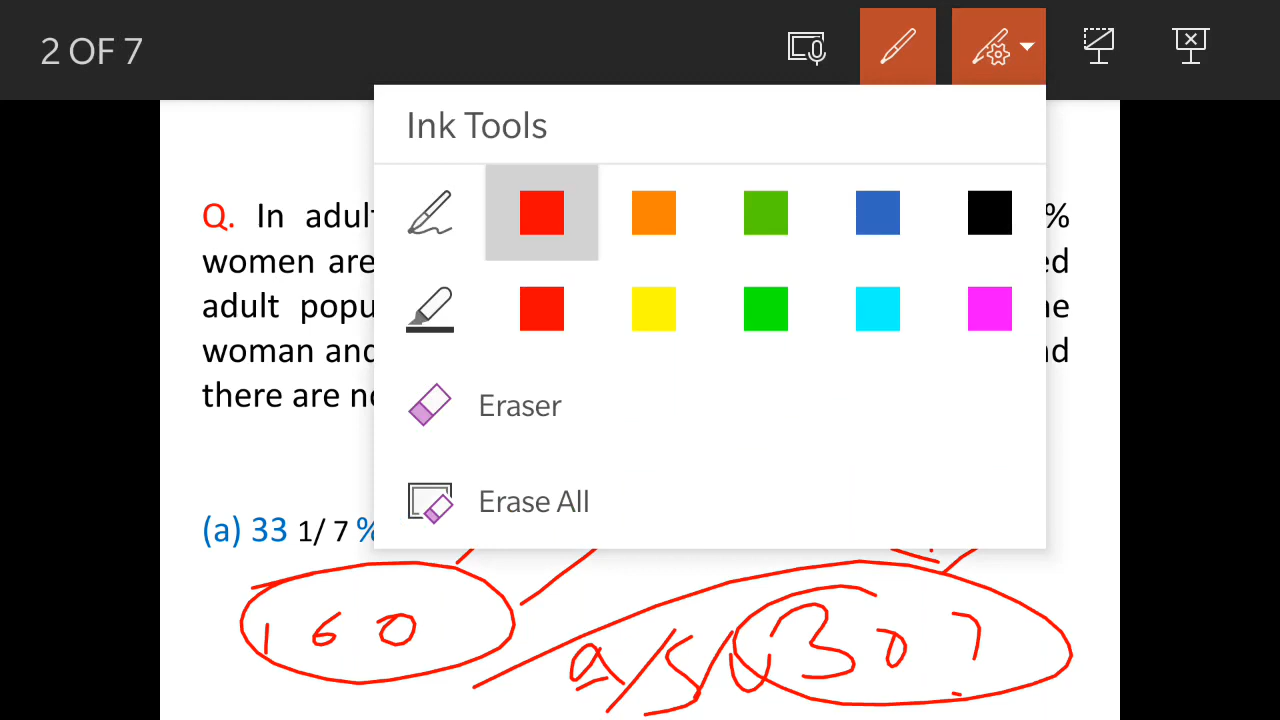 2 OF 7
Ink Tools
Q. In adul %
women are ed
adult popu ne
woman and nd
there are no
Eraser
Erase All
(a) 33 1/ 7 %
160
a/s 30?